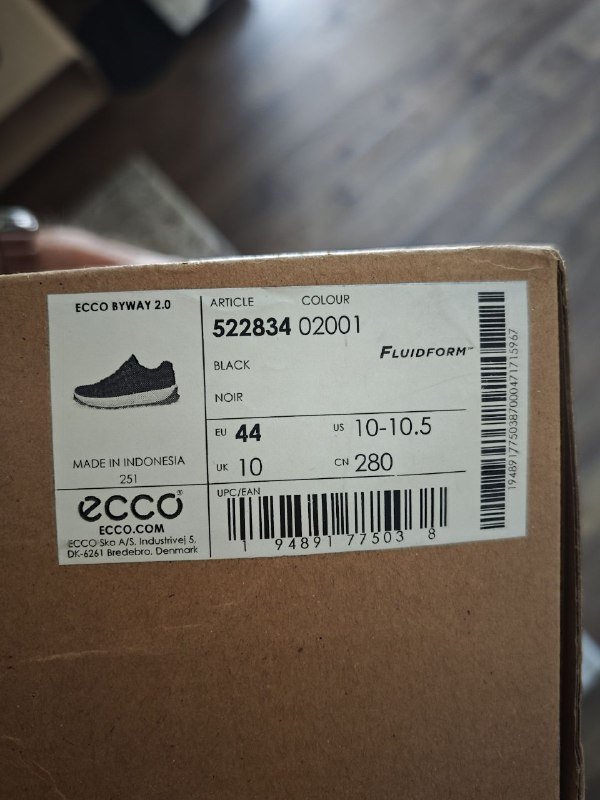 ECCO BYWAY 2.0
MADE IN INDONESIA
251
ecco®
ECCO.COM
ECCO Sko A/S, Industrivej 5,
DK-6261 Bredebro, Denmark
ARTICLE COLOUR
522834 02001
FLUIDFORM™
BLACK
NOIR
EU 44 US 10-10.5
UK 10 CN 280
UPC/EAN
1 94891 77503 8
1948917750387000471715967